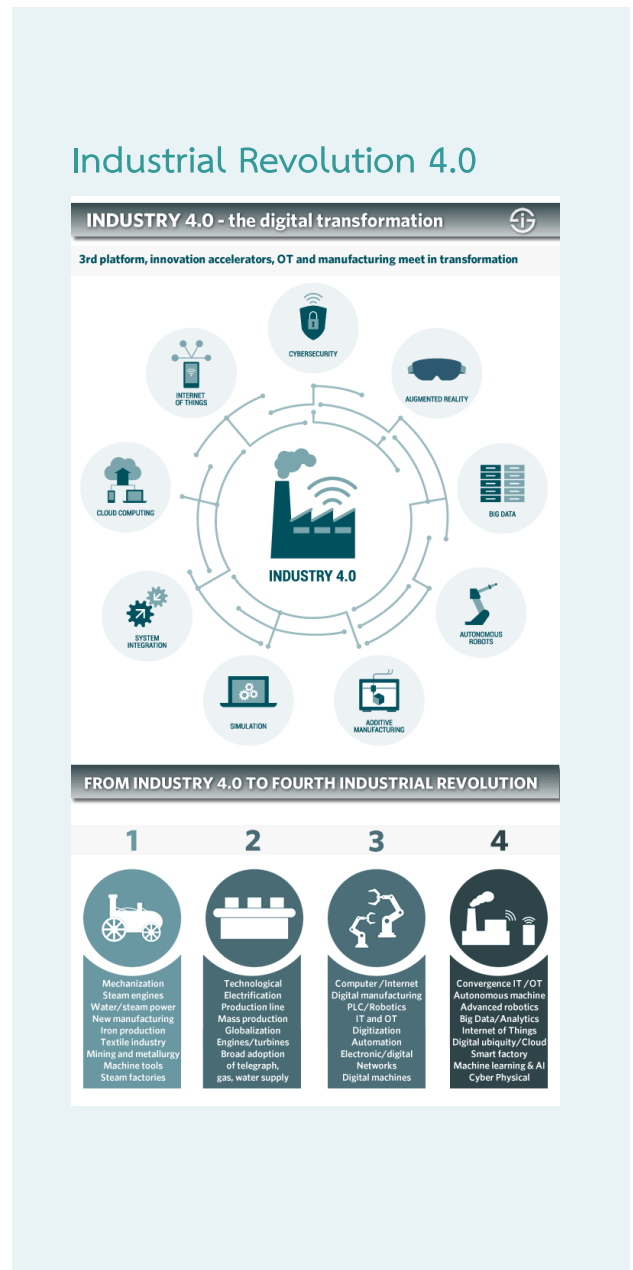 Industrial Revolution 4.0
INDUSTRY 4.0 - the digital transformation
3rd platform, innovation accelerators, OT and manufacturing meet in transformation
CYBERSECURITY
INTERNET
OF THINGS
AUGMENTED REALITY
CLOUD COMPUTING
BIG DATA
INDUSTRY 4.0
SYSTEM
INTEGRATION
AUTONOMOUS
ROBOTS
SIMULATION
ADDITIVE
MANUFACTURING
FROM INDUSTRY 4.0 TO FOURTH INDUSTRIAL REVOLUTION
1
Mechanization
Steam engines
Water/steam power
New manufacturing
Iron production
Textile industry
Mining and metallurgy
Machine tools
Steam factories
2
Technological
Electrification
Production line
Mass production
Globalization
Engines/turbines
Broad adoption
of telegraph,
gas, water supply
3
Computer/Internet
Digital manufacturing
PLC/Robotics
IT and OT
Digitization
Automation
Electronic/digital
Networks
Digital machines
4
Convergence IT/OT
Autonomous machine
Advanced robotics
Big Data/Analytics
Internet of Things
Digital ubiquity/Cloud
Smart factory
Machine learning & AI
Cyber Physical